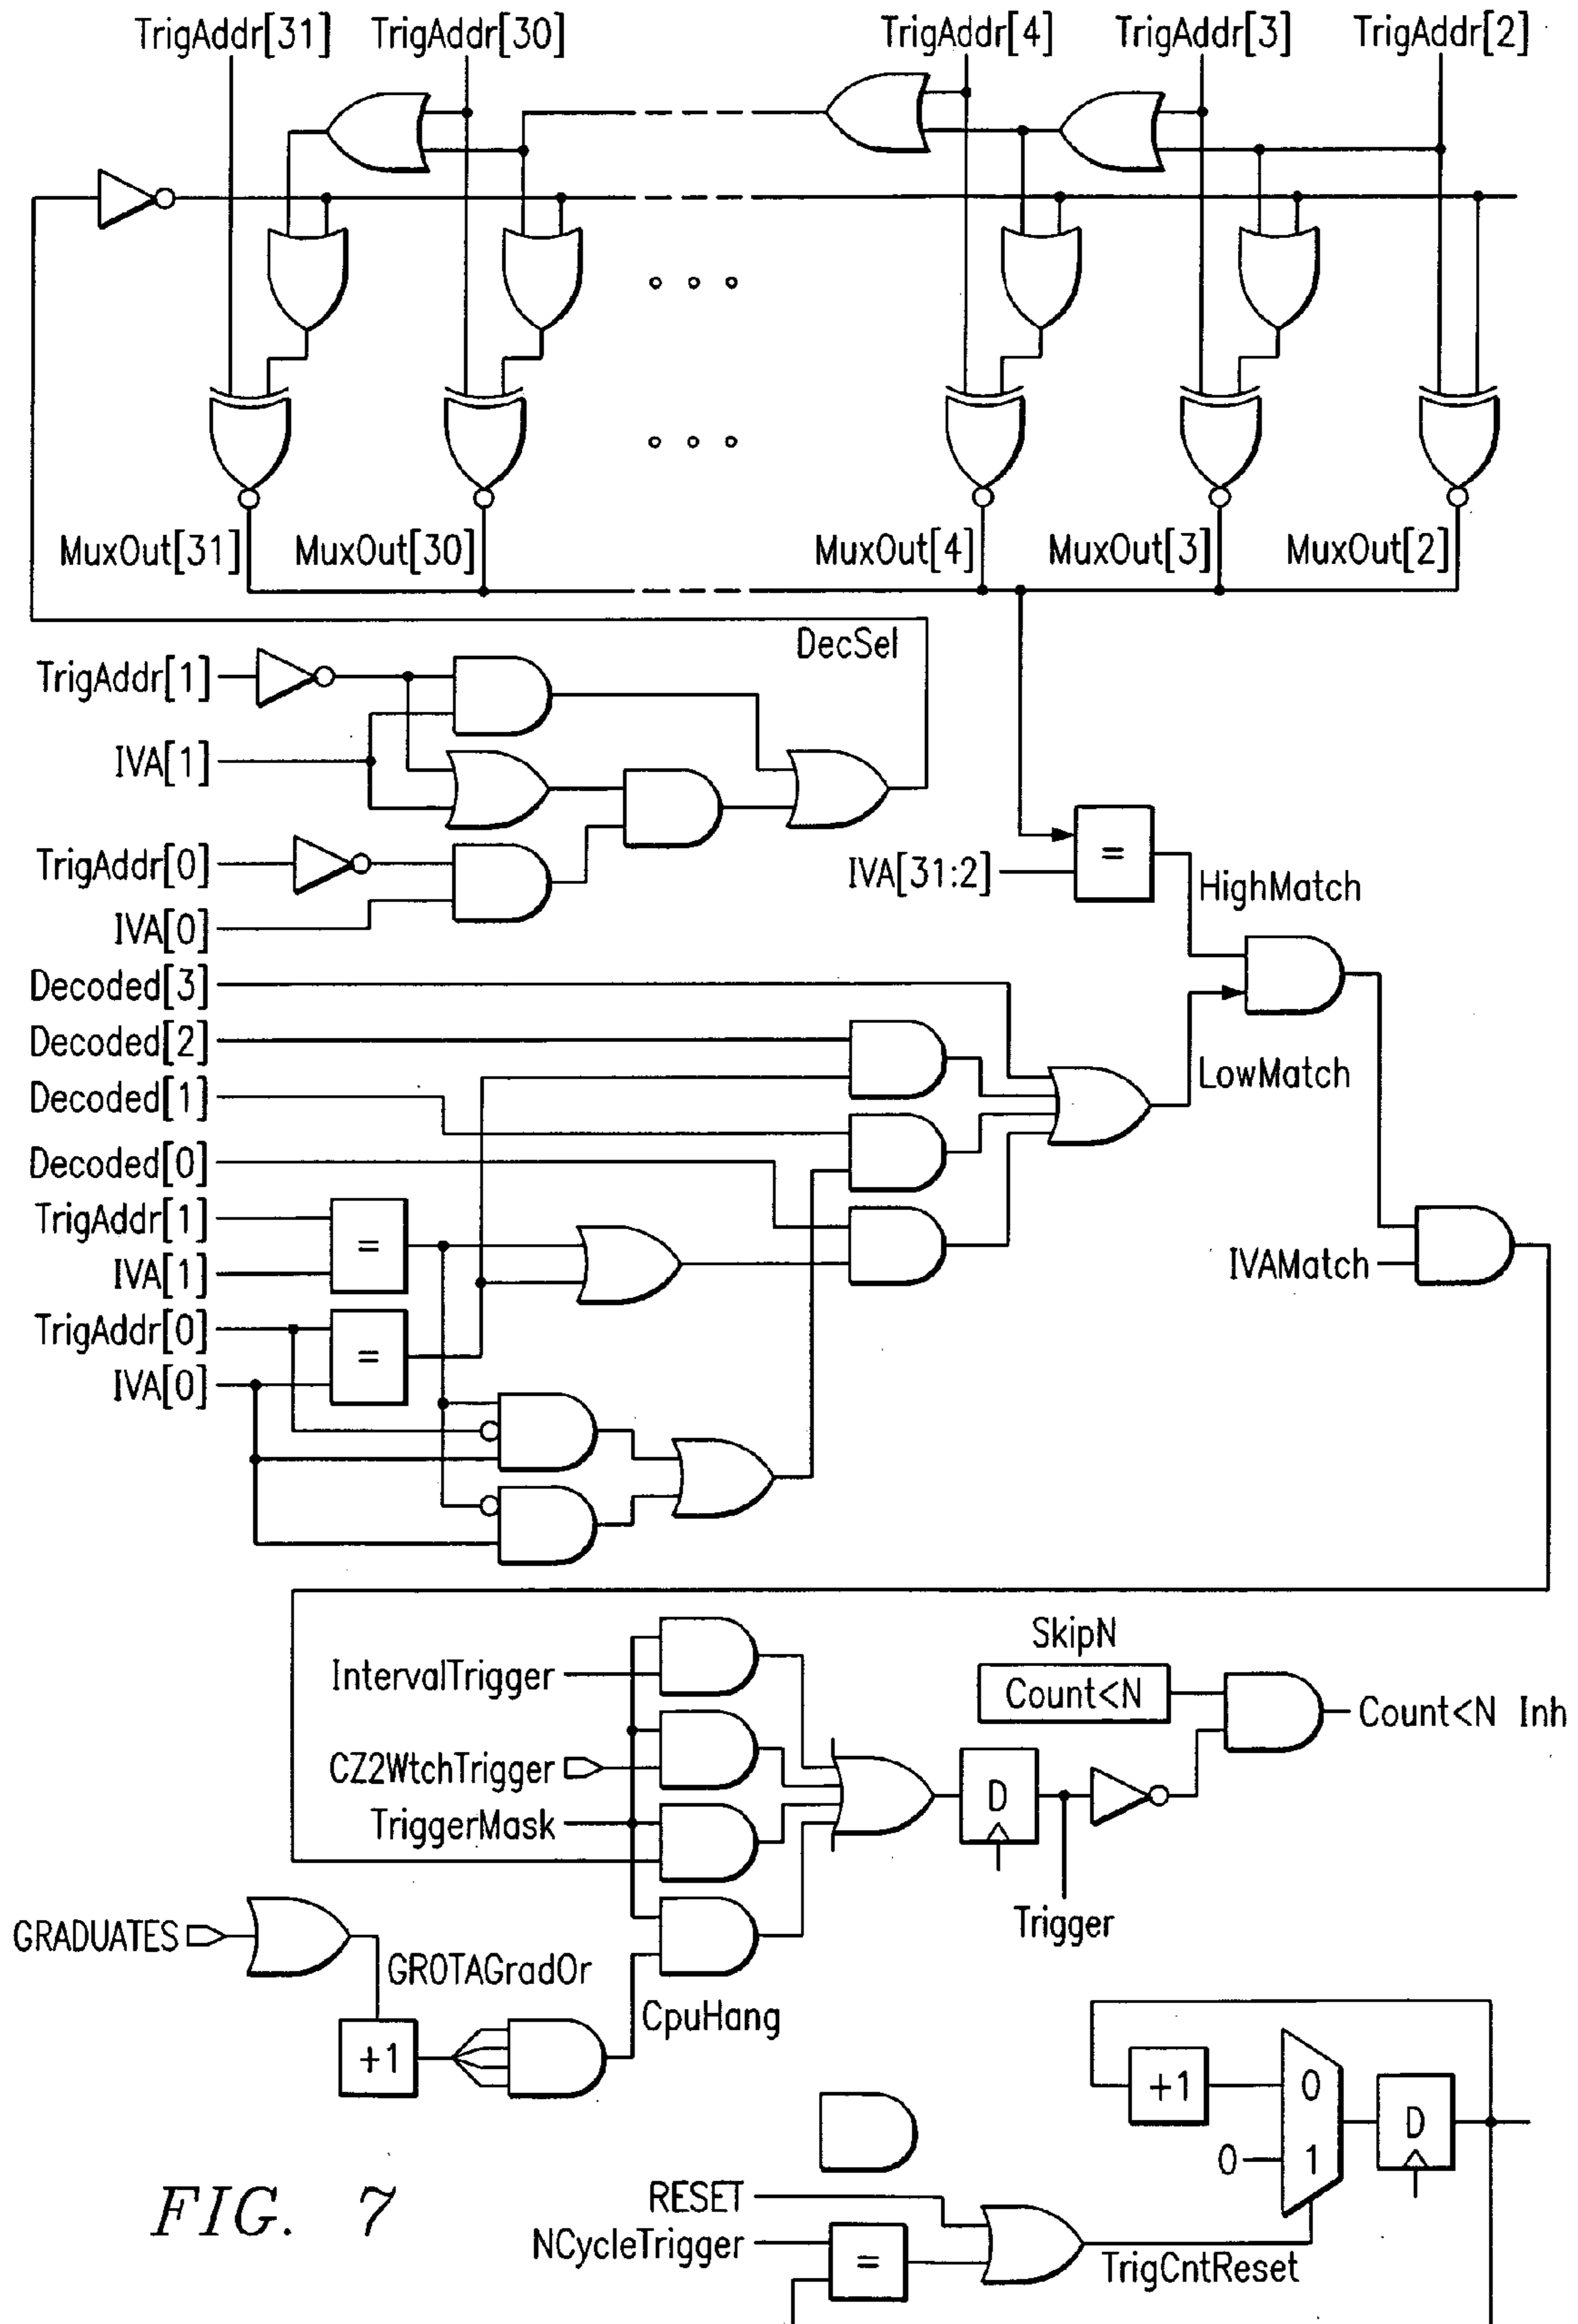 TrigAddr[31] TrigAddr[30] TrigAddr[4] TrigAddr[3] TrigAddr[2]
MuxOut[31] MuxOut[30] MuxOut[4] MuxOut[3] MuxOut[2]
DecSel
TrigAddr[1]
IVA[1]
TrigAddr[0]
IVA[0]
=
IVA[31:2]
HighMatch
Decoded[3]
Decoded[2]
Decoded[1]
Decoded[0]
LowMatch
TrigAddr[1]
=
IVA[1]
TrigAddr[0]
=
IVA[0]
IVAMatch
IntervalTrigger
CZ2WtchTrigger
TriggerMask
SkipN
Count<N
Count<N Inh
D
Trigger
GRADUATES
GROTAGradOr
+1
CpuHang
+1
0
0
1
D
RESET
NCycleTrigger
=
TrigCntReset
FIG. 7